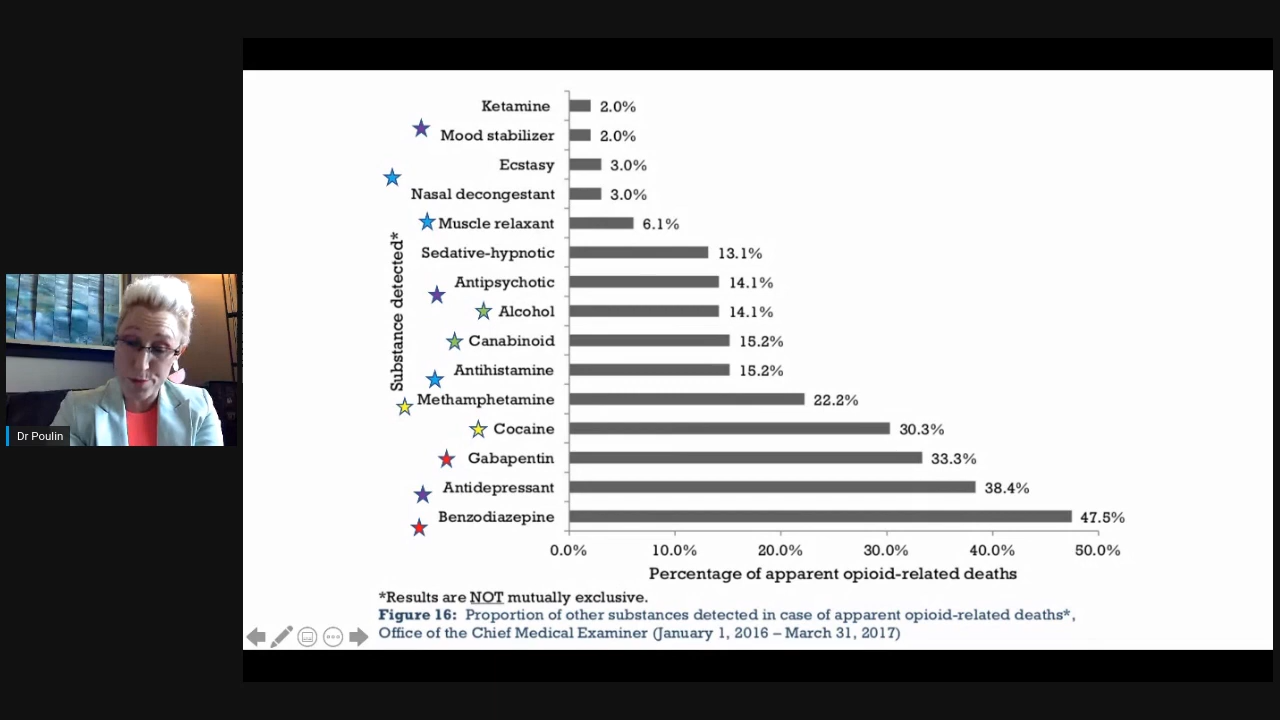 Ketamine 2.0%
Mood stabilizer 2.0%
Ecstasy 3.0%
Nasal decongestant 3.0%
Muscle relaxant 6.1%
Sedative-hypnotic 13.1%
Antipsychotic 14.1%
Alcohol 14.1%
Canabinoid 15.2%
Antihistamine 15.2%
Methamphetamine 22.2%
Cocaine 30.3%
Gabapentin 33.3%
Antidepressant 38.4%
Benzodiazepine 47.5%
Substance detected*
0.0% 10.0% 20.0% 30.0% 40.0% 50.0%
Percentage of apparent opioid-related deaths
*Results are NOT mutually exclusive.
Figure 16: Proportion of other substances detected in case of apparent opioid-related deaths*,
Office of the Chief Medical Examiner (January 1, 2016 – March 31, 2017)
Dr Poulin